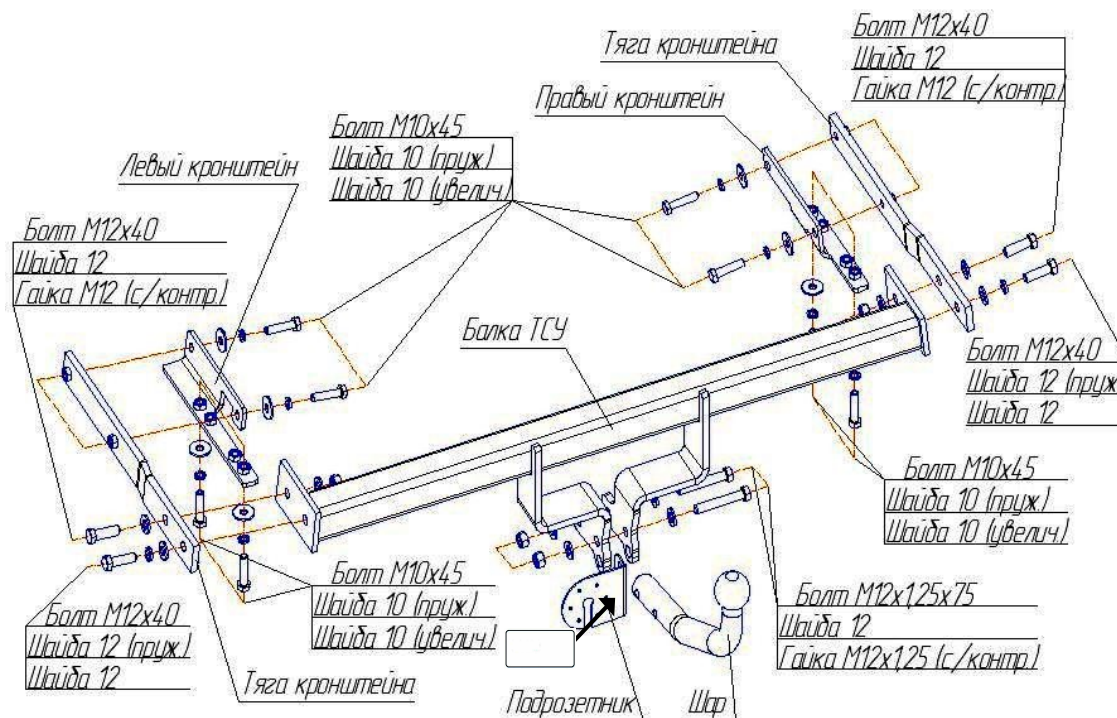 Болт М12х40
Шайба 12
Гайка М12 (с/контр.)
Тяга кронштейна
Правый кронштейн
Болт М10х45
Шайба 10 (пруж.)
Шайба 10 (увелич.)
Левый кронштейн
Болт М12х40
Шайба 12
Гайка М12 (с/контр.)
Балка ТСУ
Болт М12х40
Шайба 12 (пруж
Шайба 12
Болт М10х45
Шайба 10 (пруж.)
Шайба 10 (увелич.)
Болт М10х45
Шайба 10 (пруж.)
Шайба 10 (увелич.)
Болт М12х1,25х75
Шайба 12
Гайка М12х1,25 (с/контр.)
Болт М12х40
Шайба 12 (пруж.)
Шайба 12
Тяга кронштейна
Подрозетник
Шар